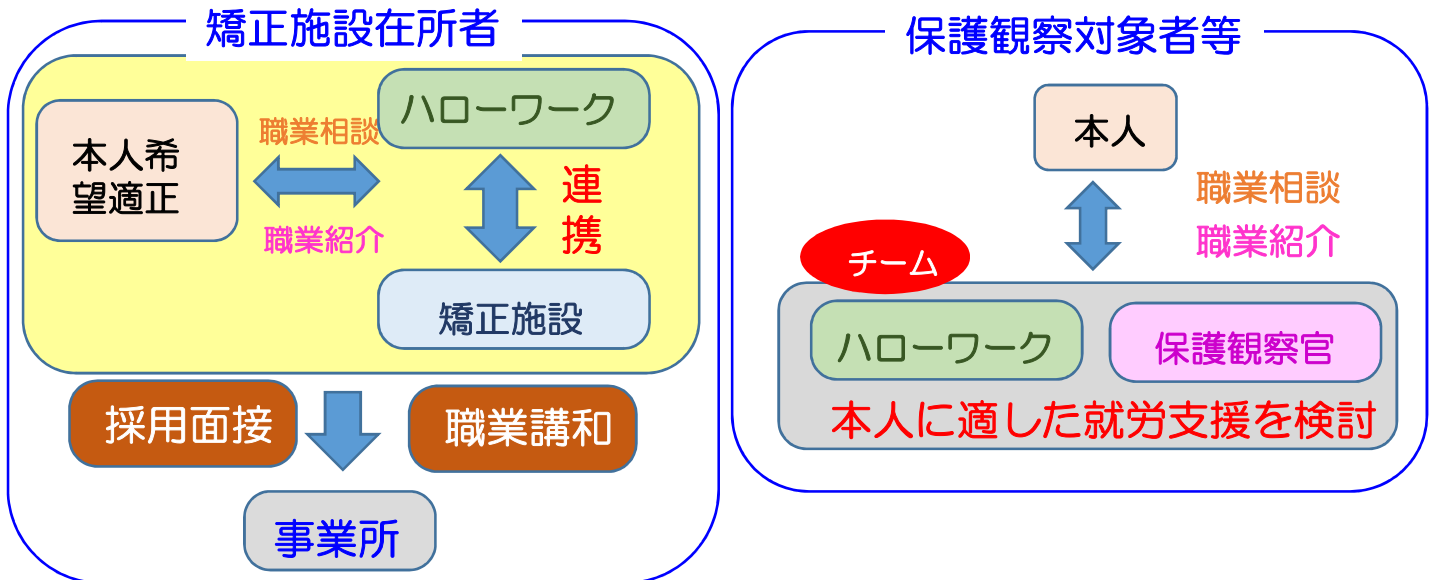 矯正施設在所者
本人希
望適正
職業相談
職業紹介
ハローワーク
連
携
矯正施設
採用面接
職業講和
事業所
保護観察対象者等
本人
職業相談
職業紹介
チーム
ハローワーク
保護観察官
本人に適した就労支援を検討